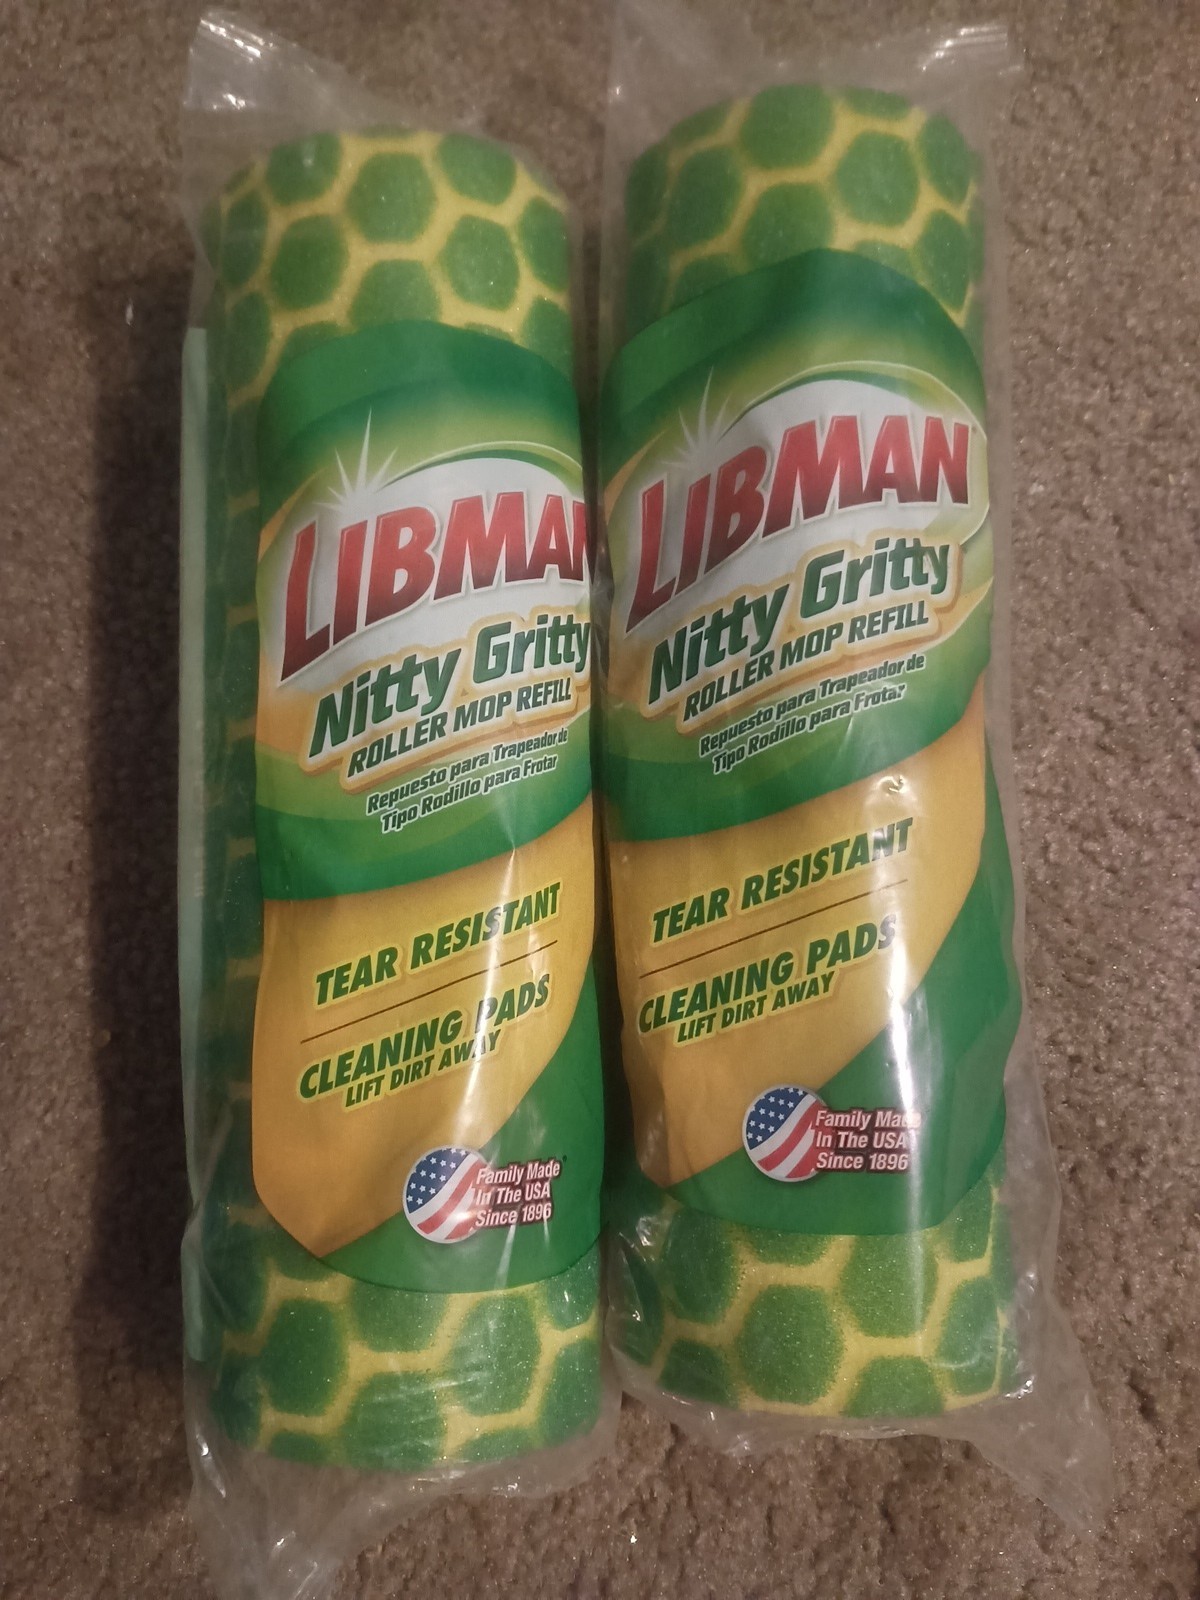 LIBMAN
Nitty Gritty
ROLLER MOP REFILL
Repuesto para Trapeador de
Tipo Rodillo para Frotar
TEAR RESISTANT
CLEANING PADS
LIFT DIRT AWAY
Family Made
In The USA
Since 1896
LIBMAN
Nitty Gritty
ROLLER MOP REFILL
Repuesto para Trapeador de
Tipo Rodillo para Frotar
TEAR RESISTANT
CLEANING PADS
LIFT DIRT AWAY
Family Made
In The USA
Since 1896